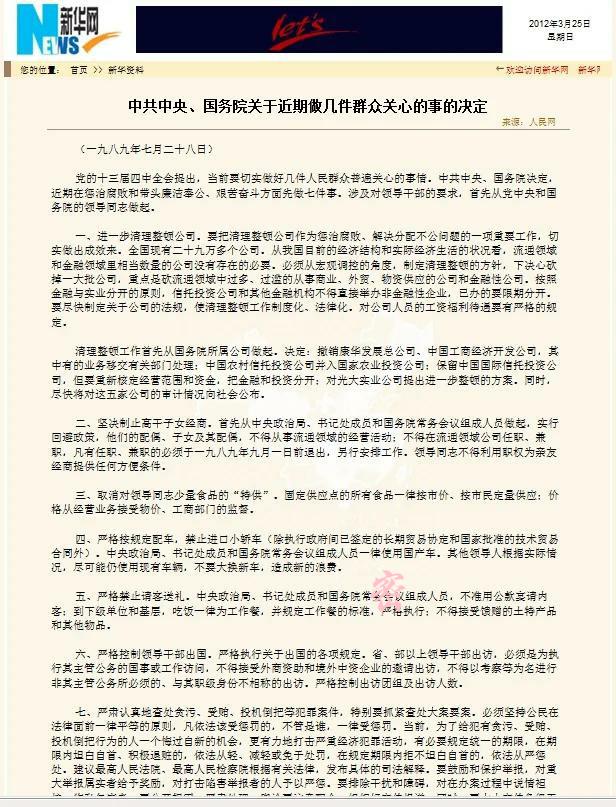 新华网
NEWS
let's
2012年3月25日
星期日
您的位置： 首页 >> 新华资料
欢迎访问新华网 新华
中共中央、国务院关于近期做几件群众关心的事的决定
来源：人民网
（一九八九年七月二十八日）
党的十三届四中全会提出，当前要切实做好几件人民群众普遍关心的事情。中共中央、国务院决定，
近期在惩治腐败和带头廉洁奉公、艰苦奋斗方面先做七件事。涉及对领导干部的要求，首先从党中央和国
务院的领导同志做起。
一、进一步清理整顿公司。要把清理整顿公司作为惩治腐败、解决分配不公问题的一项重要工作，切
实做出成效来。全国现有二十九万多个公司。从我国目前的经济结构和实际经济生活的状况看，流通领域
和金融领域里相当数量的公司没有存在的必要。必须从宏观调控的角度，制定清理整顿的方针，下决心砍
掉一大批公司，重点是砍流通领域中过多、过滥的从事商业、外贸、物资供应的公司和金融性公司。按照
金融与实业分开的原则，信托投资公司和其他金融机构不得直接举办非金融性企业，已办的要限期分开。
要尽快制定关于公司的法规，使清理整顿工作制度化、法律化。对公司人员的工资福利待遇要有严格的规
定。
清理整顿工作首先从国务院所属公司做起。决定：撤销康华发展总公司、中国工商经济开发公司，其
中有的业务移交有关部门处理；中国农村信托投资公司并入国家农业投资公司；保留中国国际信托投资公
司，但要重新核定经营范围和资金，把金融和投资分开；对光大实业公司提出进一步整顿的方案。同时，
尽快将对这五家公司的审计情况向社会公布。
二、坚决制止高干子女经商。首先从中央政治局、书记处成员和国务院常务会议组成人员做起，实行
回避政策，他们的配偶、子女及其配偶，不得从事流通领域的经营活动；不得在流通领域公司任职、兼
职，凡有任职、兼职的必须于一九八九年九月一日前退出，另行安排工作。领导同志不得利用职权为亲友
经商提供任何方便条件。
三、取消对领导同志少量食品的“特供”。固定供应点的所有食品一律按市价、按市民定量供应；价
格从经营业务接受物价、工商部门的监督。
四、严格按规定配车，禁止进口小轿车（除执行政府间已签定的长期贸易协定和国家批准的技术贸易
合同外）。中央政治局、书记处成员和国务院常务会议组成人员一律使用国产车。其他领导人根据实际情
况，尽可能仍使用现有车辆，不要大换新车，造成新的浪费。
五、严格禁止请客送礼。中央政治局、书记处成员和国务院常务会议组成人员，不准用公款宴请内
客；到下级单位和基层，吃饭一律为工作餐，并规定工作餐的标准，严格执行；不得接受馈赠的土特产品
和其他物品。
六、严格控制领导干部出国。严格执行关于出国的各项规定。省、部以上领导干部出访，必须是为执
行其主管公务的国事或工作访问，不得接受外商资助和境外中资企业的邀请出访，不得以考察等为名进行
非其主管公务所必须的、与其职级身份不相称的出访。严格控制出访团组及出访人数。
七、严肃认真地查处贪污、受贿、投机倒把等犯罪案件，特别要抓紧查处大案要案。必须坚持公民在
法律面前一律平等的原则，凡依法该受惩罚的，不管是谁，一律受惩罚。当前，为了给犯有贪污、受贿、
投机倒把行为的人一个悔过自新的机会，更有力地打击严重经济犯罪活动，有必要规定统一的期限，在期
限内坦白自首、积极退赃的，依法从轻、减轻或免于处罚，在规定期限内拒不坦白自首的，依法从严惩
处。建议最高人民法院、最高人民检察院根据有关法律，发布具体的司法解释。要鼓励和保护举报，对重
大举报属实者给予奖励，对打击陷害举报者的人予以严惩。要排除干扰和障碍，对在办案过程中说情袒